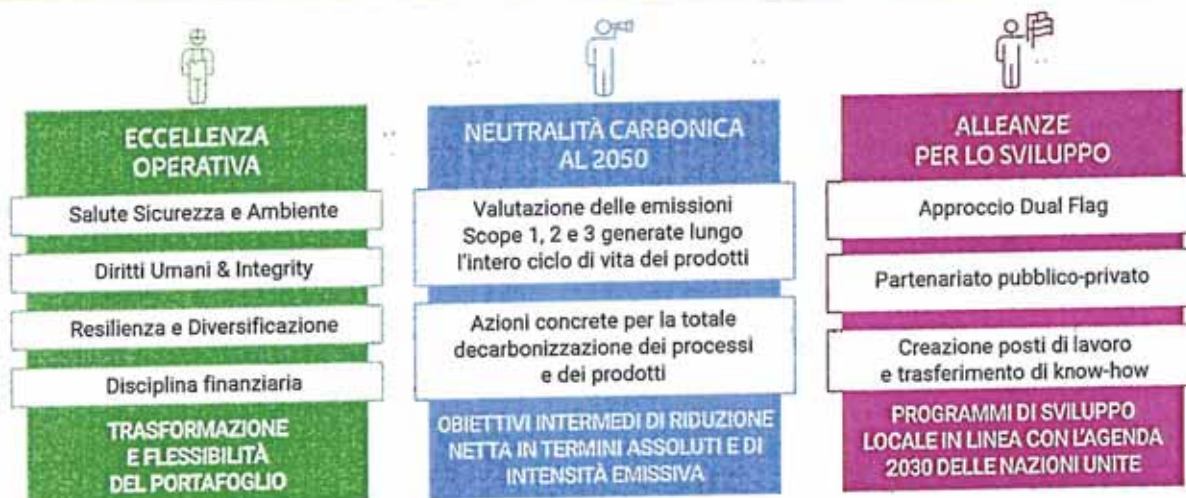 ECCELLENZA
OPERATIVA
Salute Sicurezza e Ambiente
Diritti Umani & Integrity
Resilienza e Diversificazione
Disciplina finanziaria
TRASFORMAZIONE
E FLESSIBILITÀ
DEL PORTAFOGLIO
NEUTRALITÀ CARBONICA
AL 2050
Valutazione delle emissioni
Scope 1, 2 e 3 generate lungo
l'intero ciclo di vita dei prodotti
Azioni concrete per la totale
decarbonizzazione dei processi
e dei prodotti
OBIETTIVI INTERMEDI DI RIDUZIONE
NETTA IN TERMINI ASSOLUTI E DI
INTENSITÀ EMISSIVA
ALLEANZE
PER LO SVILUPPO
Approccio Dual Flag
Partenariato pubblico-privato
Creazione posti di lavoro
e trasferimento di know-how
PROGRAMMI DI SVILUPPO
LOCALE IN LINEA CON L'AGENDA
2030 DELLE NAZIONI UNITE